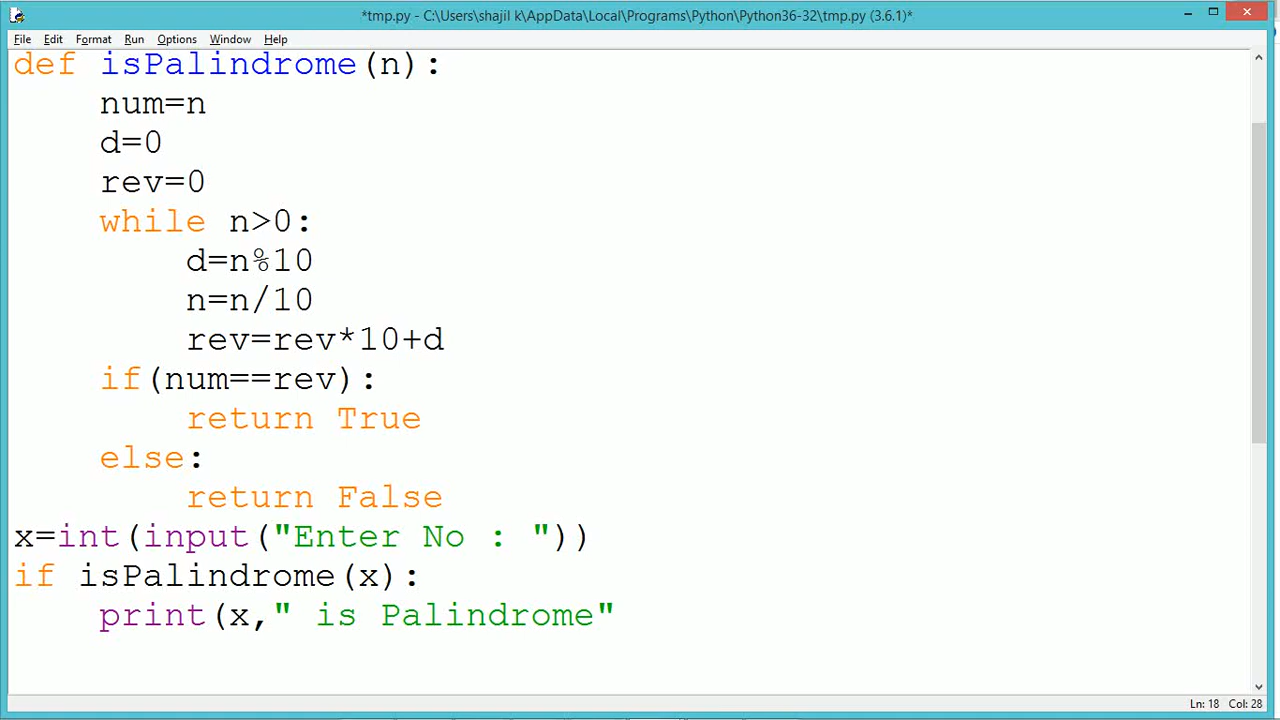 *tmp.py - C:\Users\shajil k\AppData\Local\Programs\Python\Python36-32\tmp.py (3.6.1)*
File Edit Format Run Options Window Help
def isPalindrome(n):
    num=n
    d=0
    rev=0
    while n>0:
        d=n%10
        n=n/10
        rev=rev*10+d
    if(num==rev):
        return True
    else:
        return False
x=int(input("Enter No : "))
if isPalindrome(x):
    print(x," is Palindrome"
Ln: 18 Col: 28